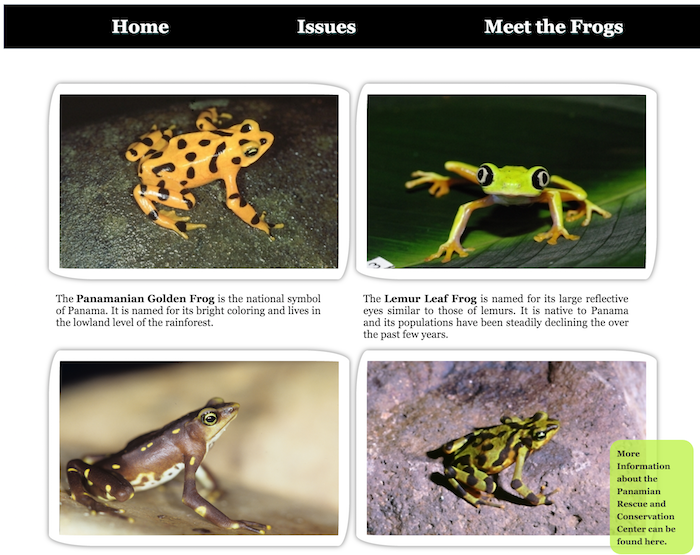 Home Issues Meet the Frogs
The Panamanian Golden Frog is the national symbol
of Panama. It is named for its bright coloring and lives in
the lowland level of the rainforest.
The Lemur Leaf Frog is named for its large reflective
eyes similar to those of lemurs. It is native to Panama
and its populations have been steadily declining the over
the past few years.
More
Information
about the
Panamian
Rescue and
Conservation
Center can be
found here.